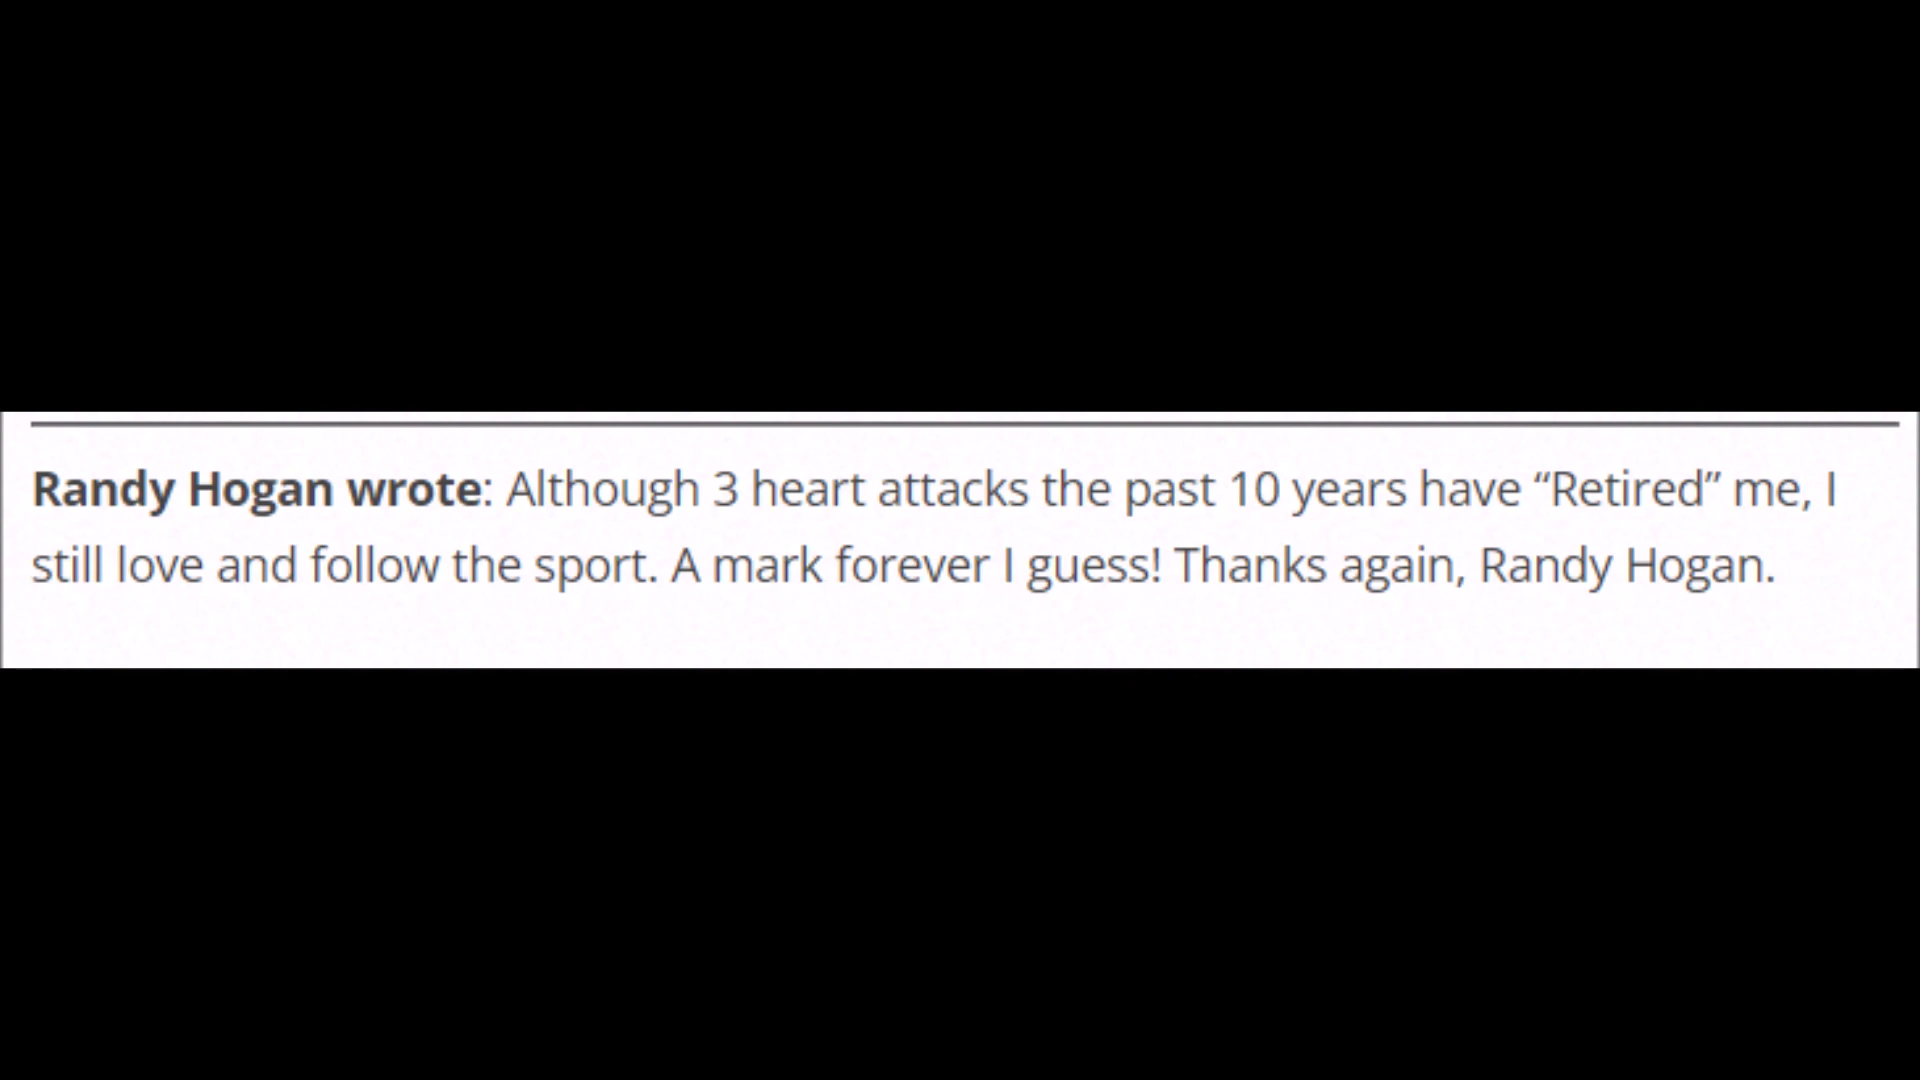 Randy Hogan wrote: Although 3 heart attacks the past 10 years have “Retired” me, I
still love and follow the sport. A mark forever I guess! Thanks again, Randy Hogan.